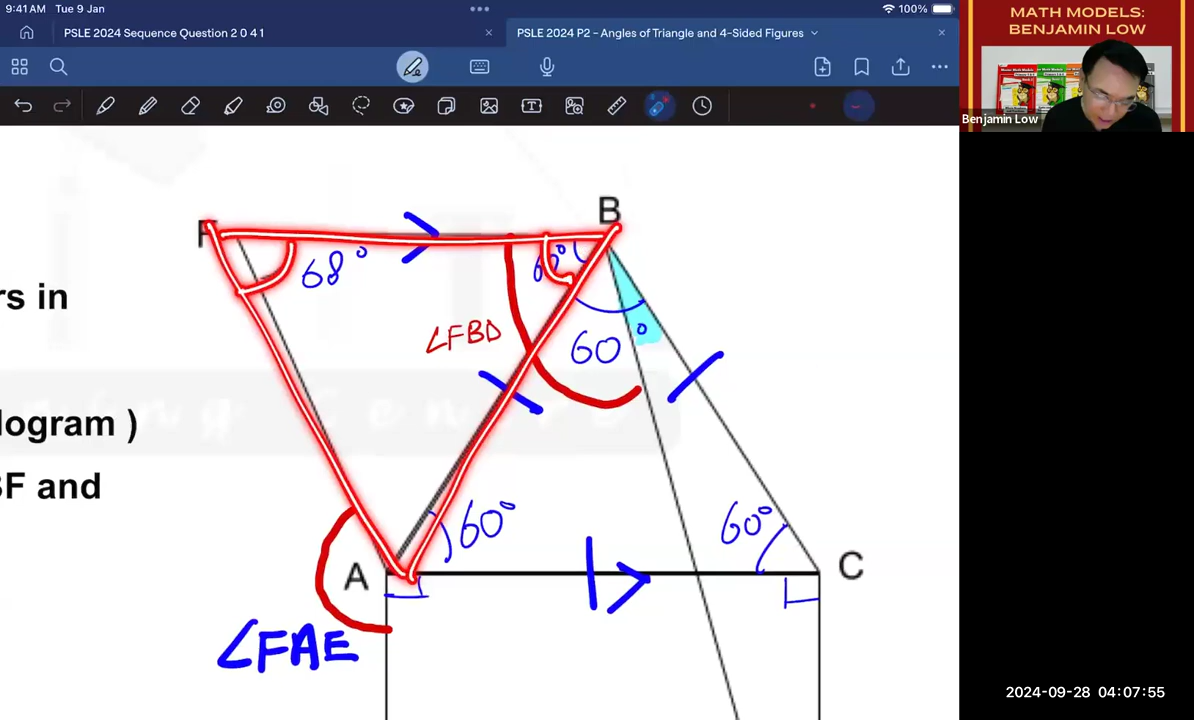 9:41 AM Tue 9 Jan
100%
PSLE 2024 Sequence Question 2 0 4 1
PSLE 2024 P2 – Angles of Triangle and 4-Sided Figures
MATH MODELS:
BENJAMIN LOW
Benjamin Low
B
F
68°
60°
rs in
∠FBD
60°
logram )
BF and
60°
60°
A
C
∠FAE
2024-09-28 04:07:55